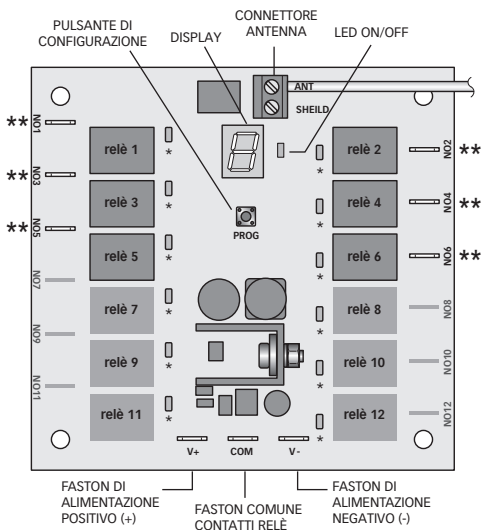 PULSANTE DI
CONFIGURAZIONE
DISPLAY
CONNETTORE
ANTENNA
LED ON/OFF
ANT
SHEILD
** NO1
relè 1
*
*
relè 2
NO2 **
** NO3
relè 3
*
*
relè 4
NO4 **
** NO5
relè 5
*
PROG
*
relè 6
NO6 **
NO7
relè 7
*
*
relè 8
NO8
NO9
relè 9
*
*
relè 10
NO10
NO11
relè 11
*
*
relè 12
NO12
V+
COM
V-
FASTON DI
ALIMENTAZIONE
POSITIVO (+)
FASTON COMUNE
CONTATTI RELÈ
FASTON DI
ALIMENTAZIONE
NEGATIVO (-)